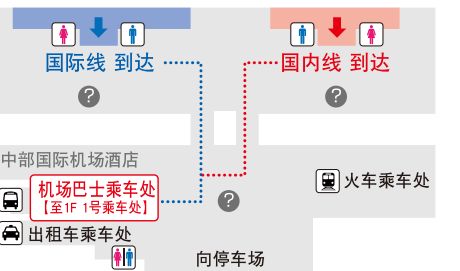 国际线 到达
国内线 到达
?
?
中部国际机场酒店
机场巴士乘车处
【至1F 1号乘车处】
?
火车乘车处
出租车乘车处
向停车场